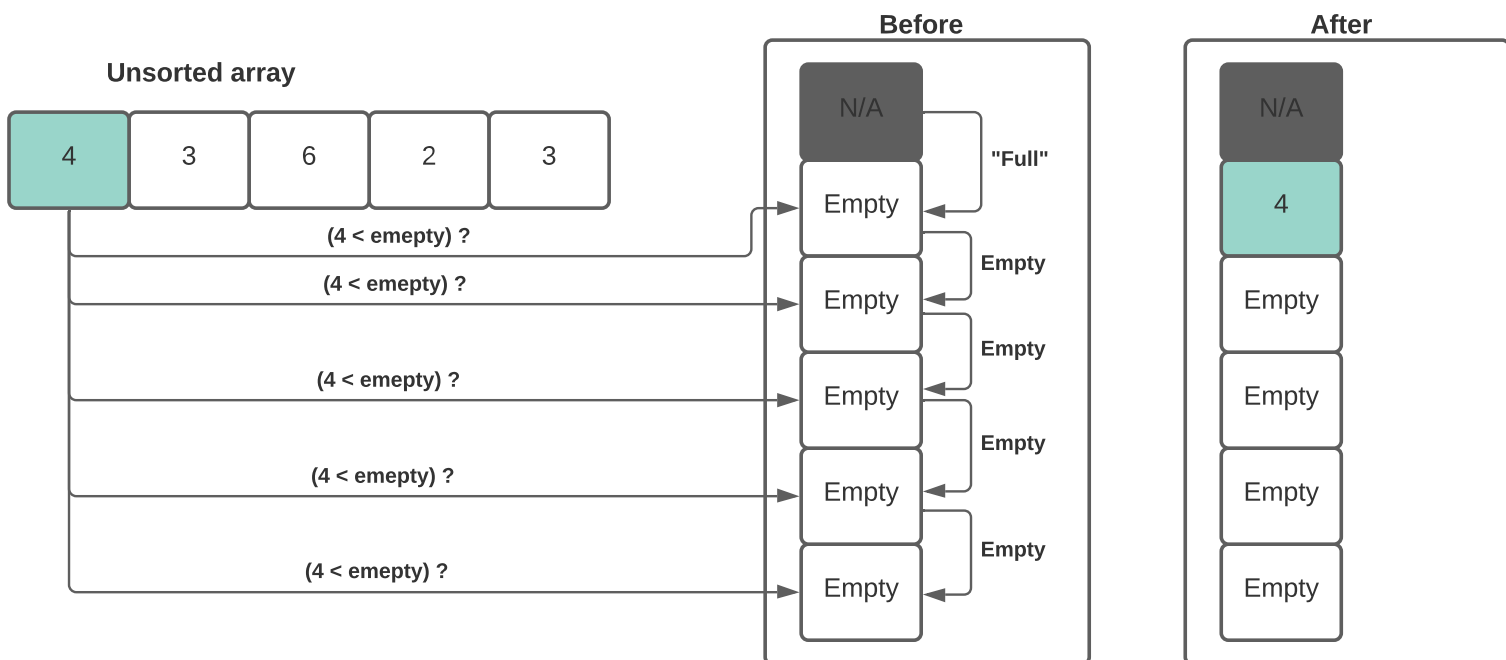 Unsorted array
4 3 6 2 3
(4 < emepty) ?
(4 < emepty) ?
(4 < emepty) ?
(4 < emepty) ?
(4 < emepty) ?
Before
N/A
"Full"
Empty
Empty
Empty
Empty
Empty
Empty
Empty
Empty
Empty
After
N/A
4
Empty
Empty
Empty
Empty